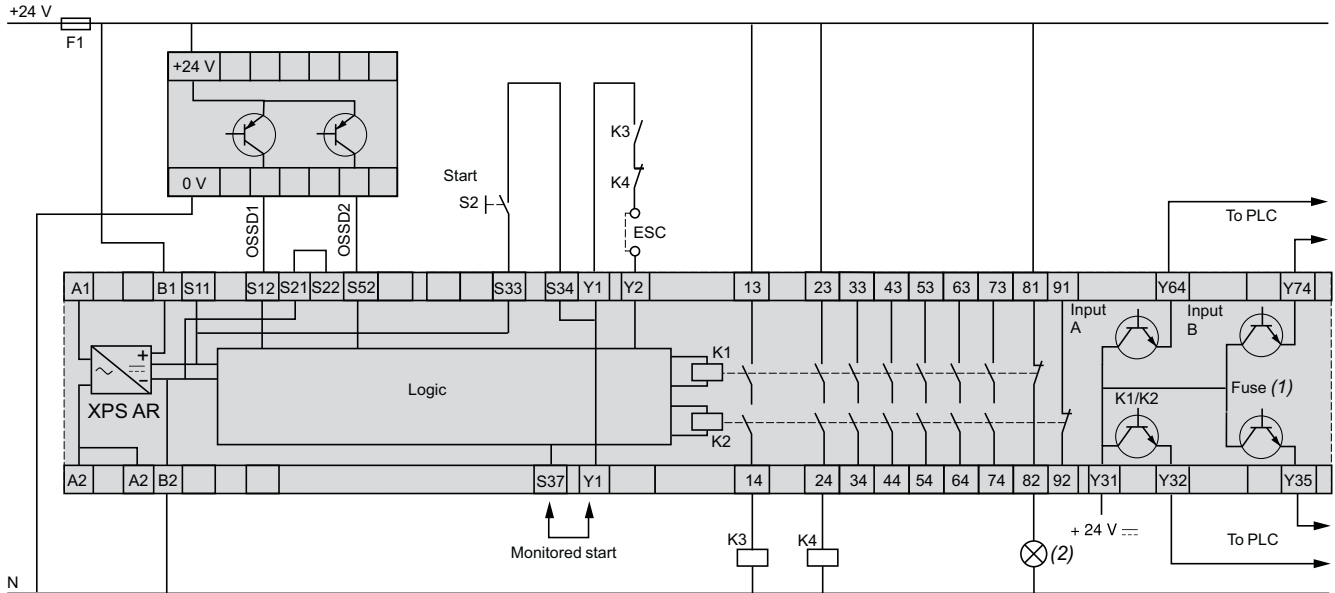 +24 V
F1
+24 V
0 V
OSSD1
OSSD2
Start
S2
K3
K4
ESC
To PLC
A1 B1 S11 S12 S21 S22 S52 S33 S34 Y1 Y2 13 23 33 43 53 63 73 81 91 Y64 Y74
Input A
Input B
+
–
~
XPS AR
Logic
K1
K2
K1/K2
Fuse (1)
A2 A2 B2 S37 Y1 14 24 34 44 54 64 74 82 92 Y31 Y32 Y35
Monitored start
K3
K4
(2)
+ 24 V
To PLC
N